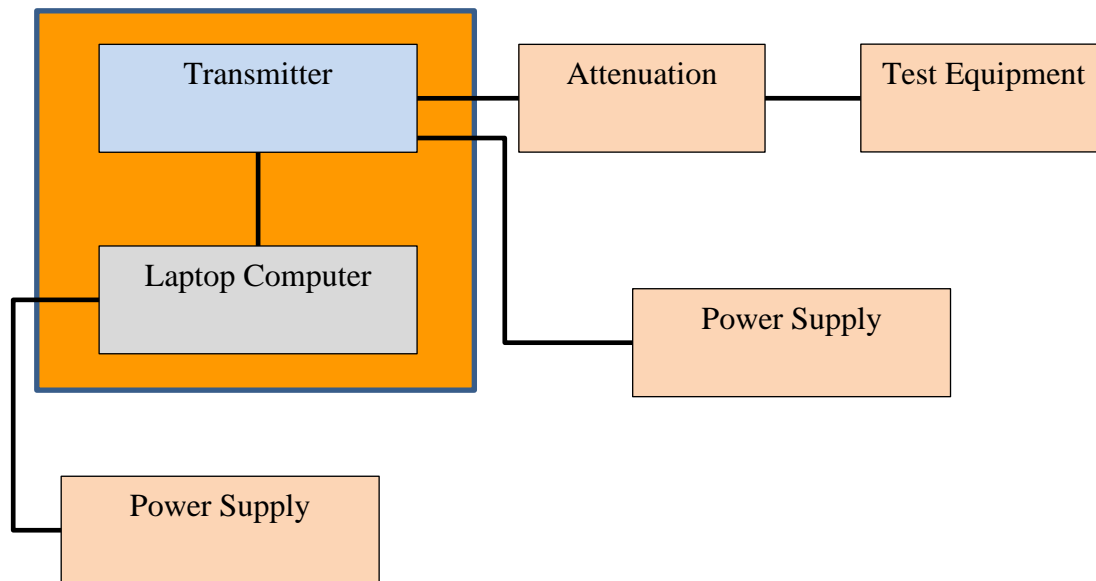 Transmitter
Attenuation
Test Equipment
Laptop Computer
Power Supply
Power Supply